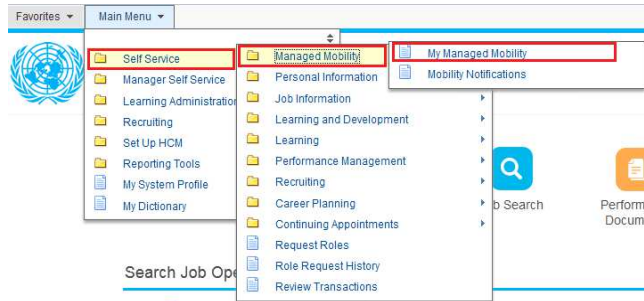 Favorites
Main Menu
Self Service
Manager Self Service
Learning Administration
Recruiting
Set Up HCM
Reporting Tools
My System Profile
My Dictionary
Managed Mobility
Personal Information
Job Information
Learning and Development
Learning
Performance Management
Recruiting
Career Planning
Continuing Appointments
Request Roles
Role Request History
Review Transactions
My Managed Mobility
Mobility Notifications
b Search
Perform
Docum
Search Job Ope